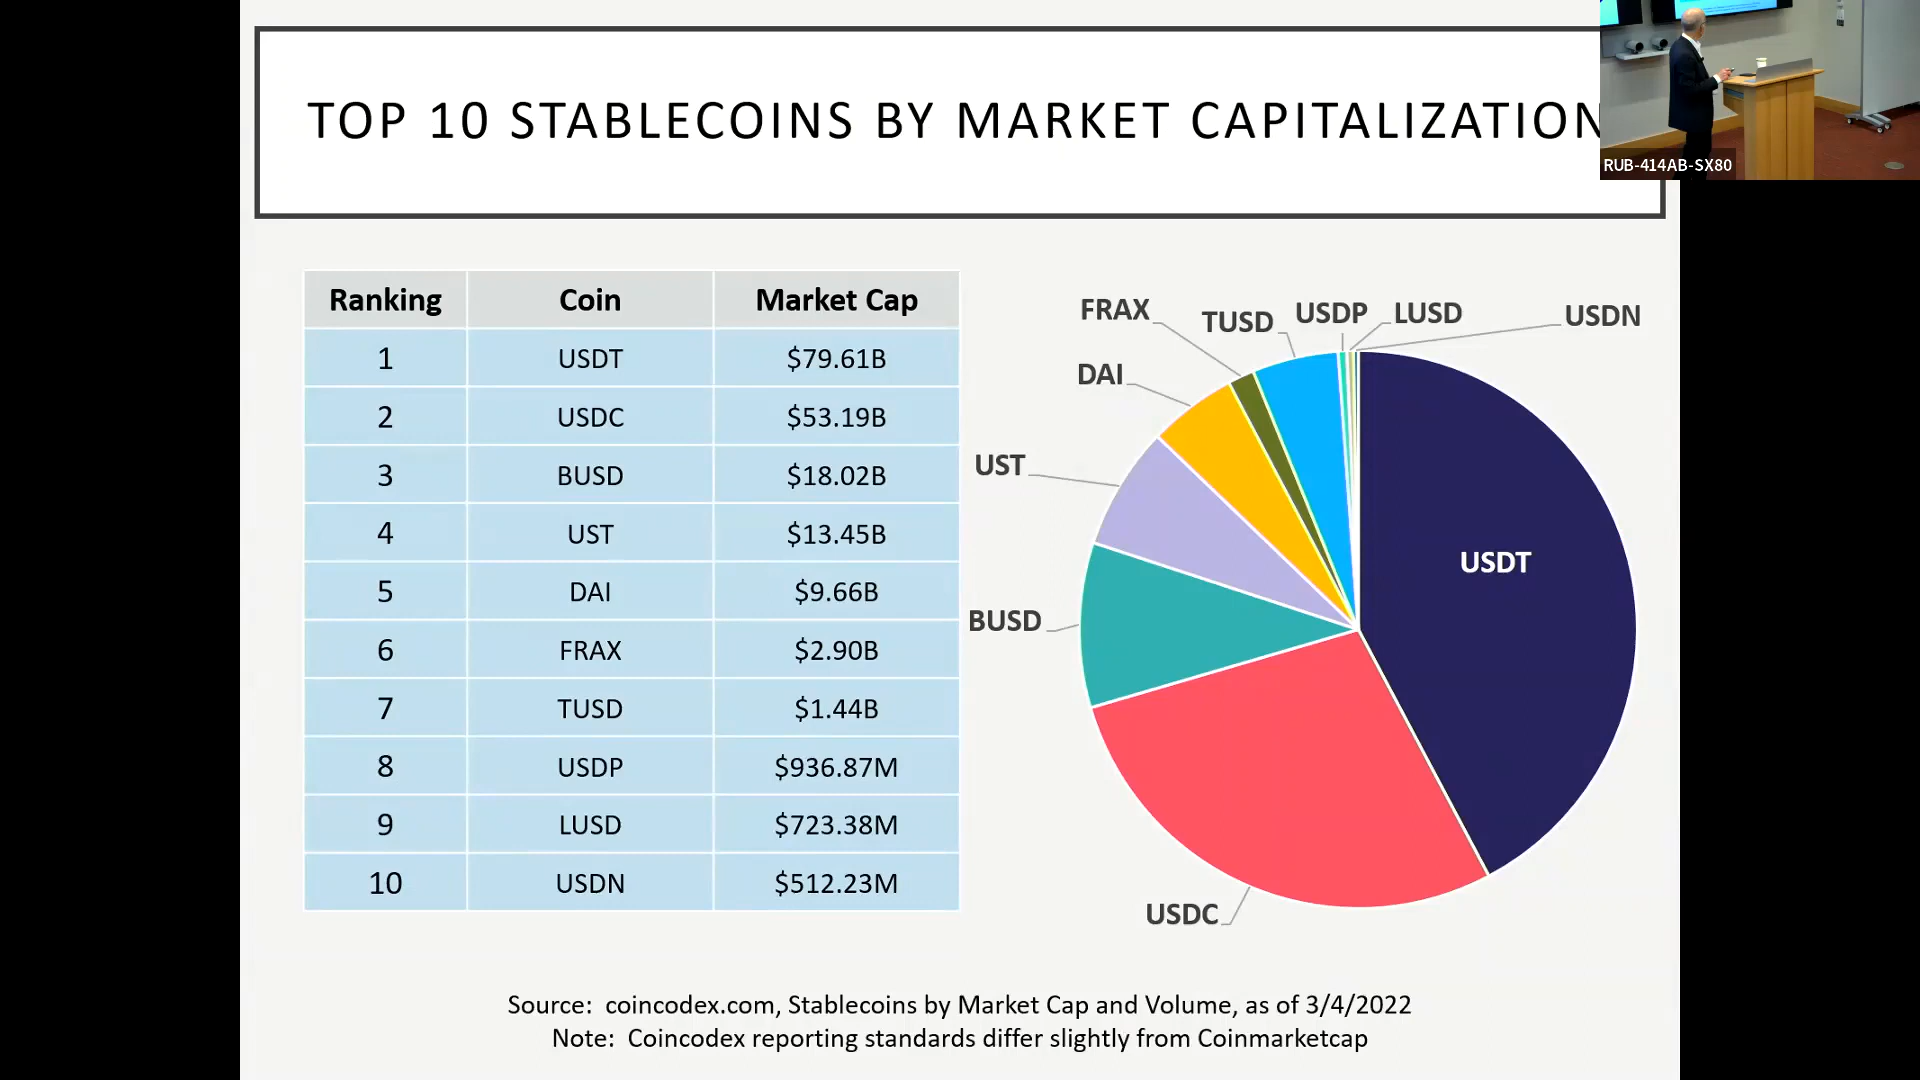 TOP 10 STABLECOINS BY MARKET CAPITALIZATION
RUB-414AB-SX80
Ranking Coin Market Cap
1 USDT $79.61B
2 USDC $53.19B
3 BUSD $18.02B
4 UST $13.45B
5 DAI $9.66B
6 FRAX $2.90B
7 TUSD $1.44B
8 USDP $936.87M
9 LUSD $723.38M
10 USDN $512.23M
FRAX
TUSD
USDP
LUSD
USDN
DAI
UST
USDT
BUSD
USDC
Source: coincodex.com, Stablecoins by Market Cap and Volume, as of 3/4/2022
Note: Coincodex reporting standards differ slightly from Coinmarketcap